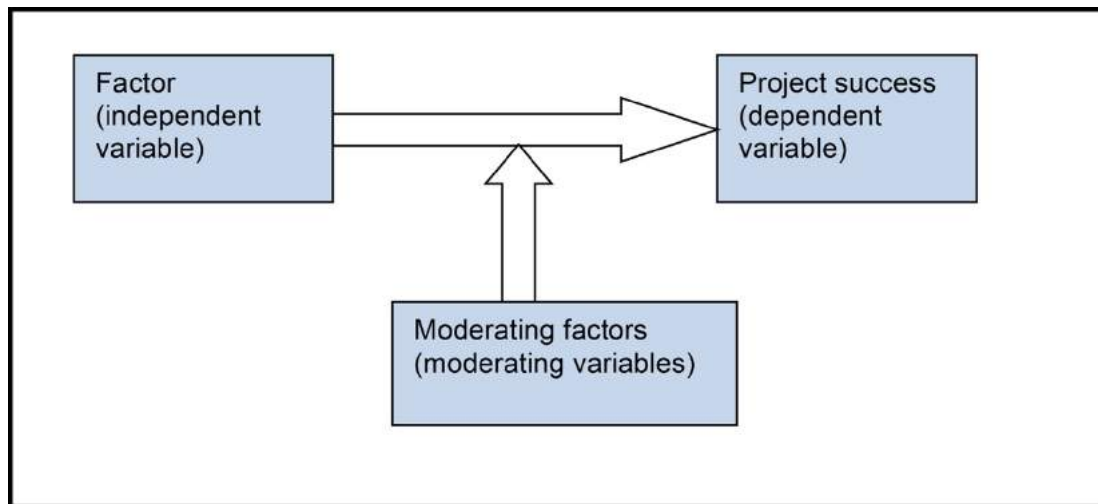 Factor
(independent
variable)
Project success
(dependent
variable)
Moderating factors
(moderating variables)